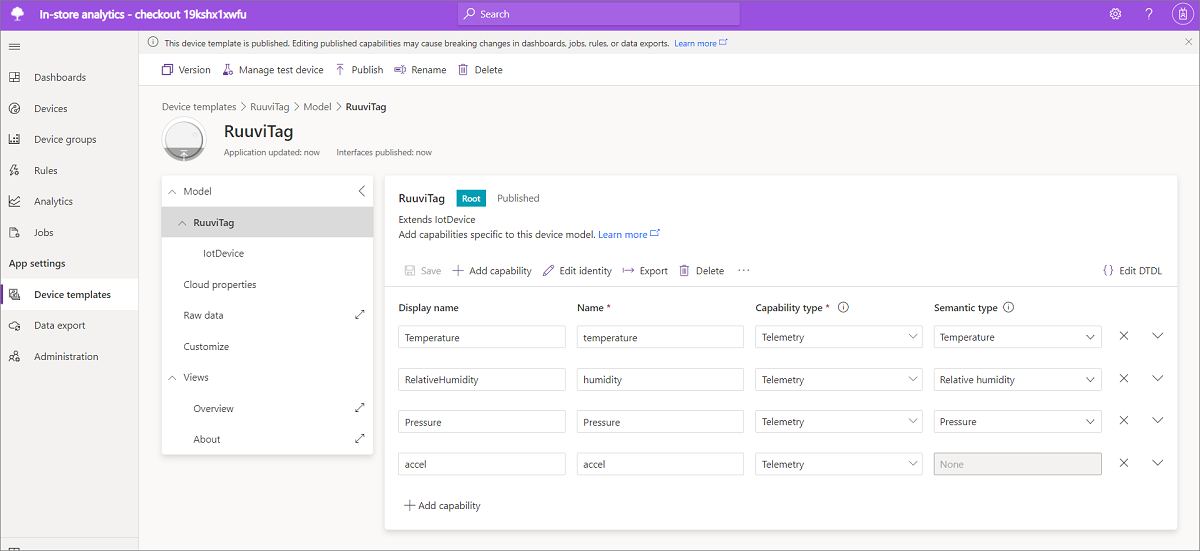 In-store analytics - checkout 19kshx1xwfu
Search
?
This device template is published. Editing published capabilities may cause breaking changes in dashboards, jobs, rules, or data exports. Learn more
Version Manage test device Publish Rename Delete
Dashboards
Devices
Device groups
Rules
Analytics
Jobs
App settings
Device templates
Data export
Administration
Device templates > RuuviTag > Model > RuuviTag
RuuviTag
Application updated: now Interfaces published: now
Model
RuuviTag
IotDevice
Cloud properties
Raw data
Customize
Views
Overview
About
RuuviTag Root Published
Extends IotDevice
Add capabilities specific to this device model. Learn more
Save Add capability Edit identity Export Delete ... {} Edit DTDL
Display name Name * Capability type * Semantic type
Temperature temperature Telemetry Temperature
RelativeHumidity humidity Telemetry Relative humidity
Pressure Pressure Telemetry Pressure
accel accel Telemetry None
Add capability